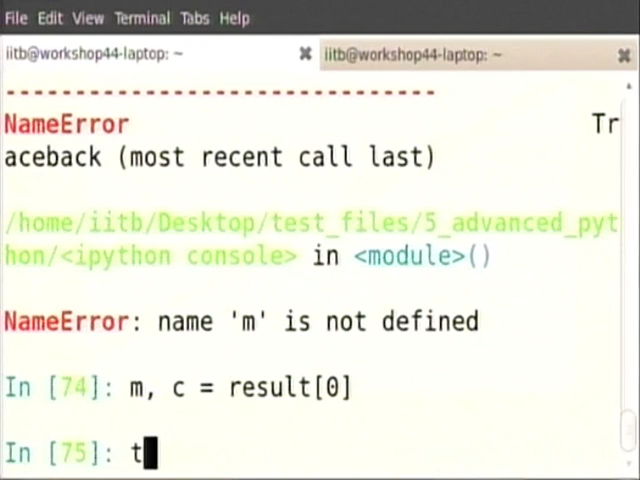 File Edit View Terminal Tabs Help
iitb@workshop44-laptop: ~ iitb@workshop44-laptop: ~
-------------------------------
NameError Tr
aceback (most recent call last)
/home/iitb/Desktop/test_files/5_advanced_pyt
hon/<ipython console> in <module>()
NameError: name 'm' is not defined
In [74]: m, c = result[0]
In [75]: t